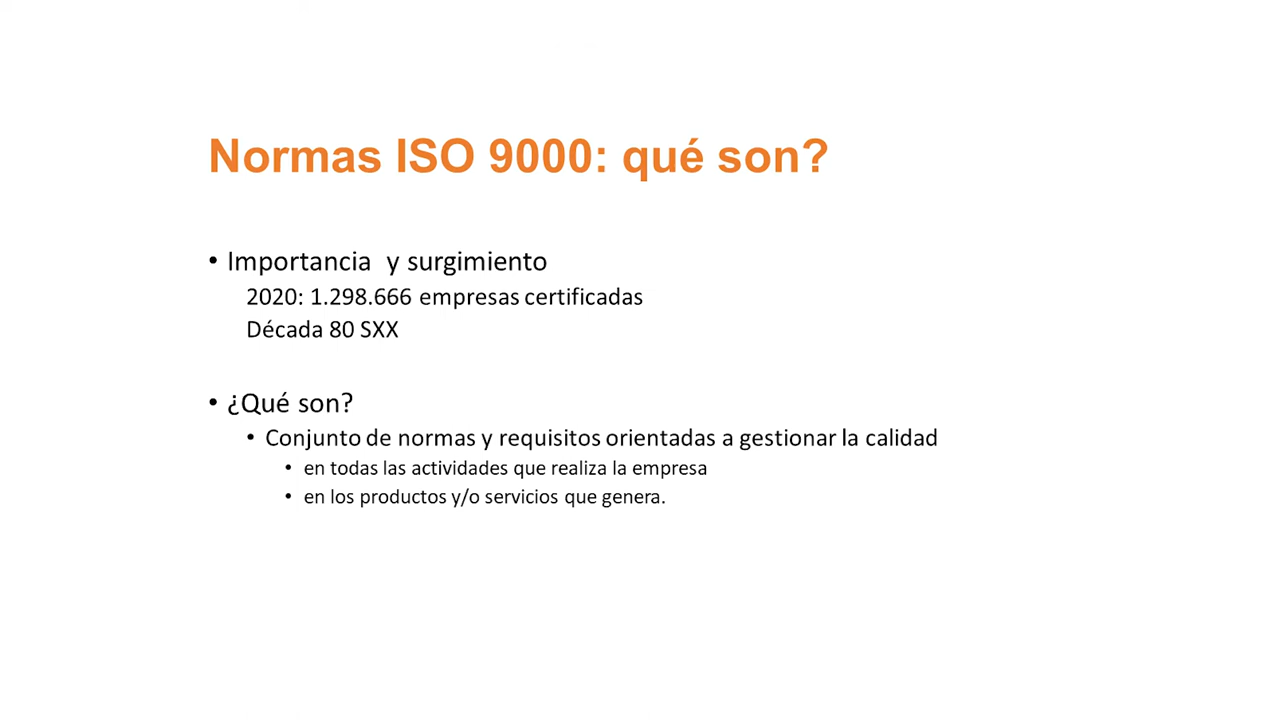 Normas ISO 9000: qué son?
• Importancia y surgimiento
2020: 1.298.666 empresas certificadas
Década 80 SXX
• ¿Qué son?
• Conjunto de normas y requisitos orientadas a gestionar la calidad
• en todas las actividades que realiza la empresa
• en los productos y/o servicios que genera.